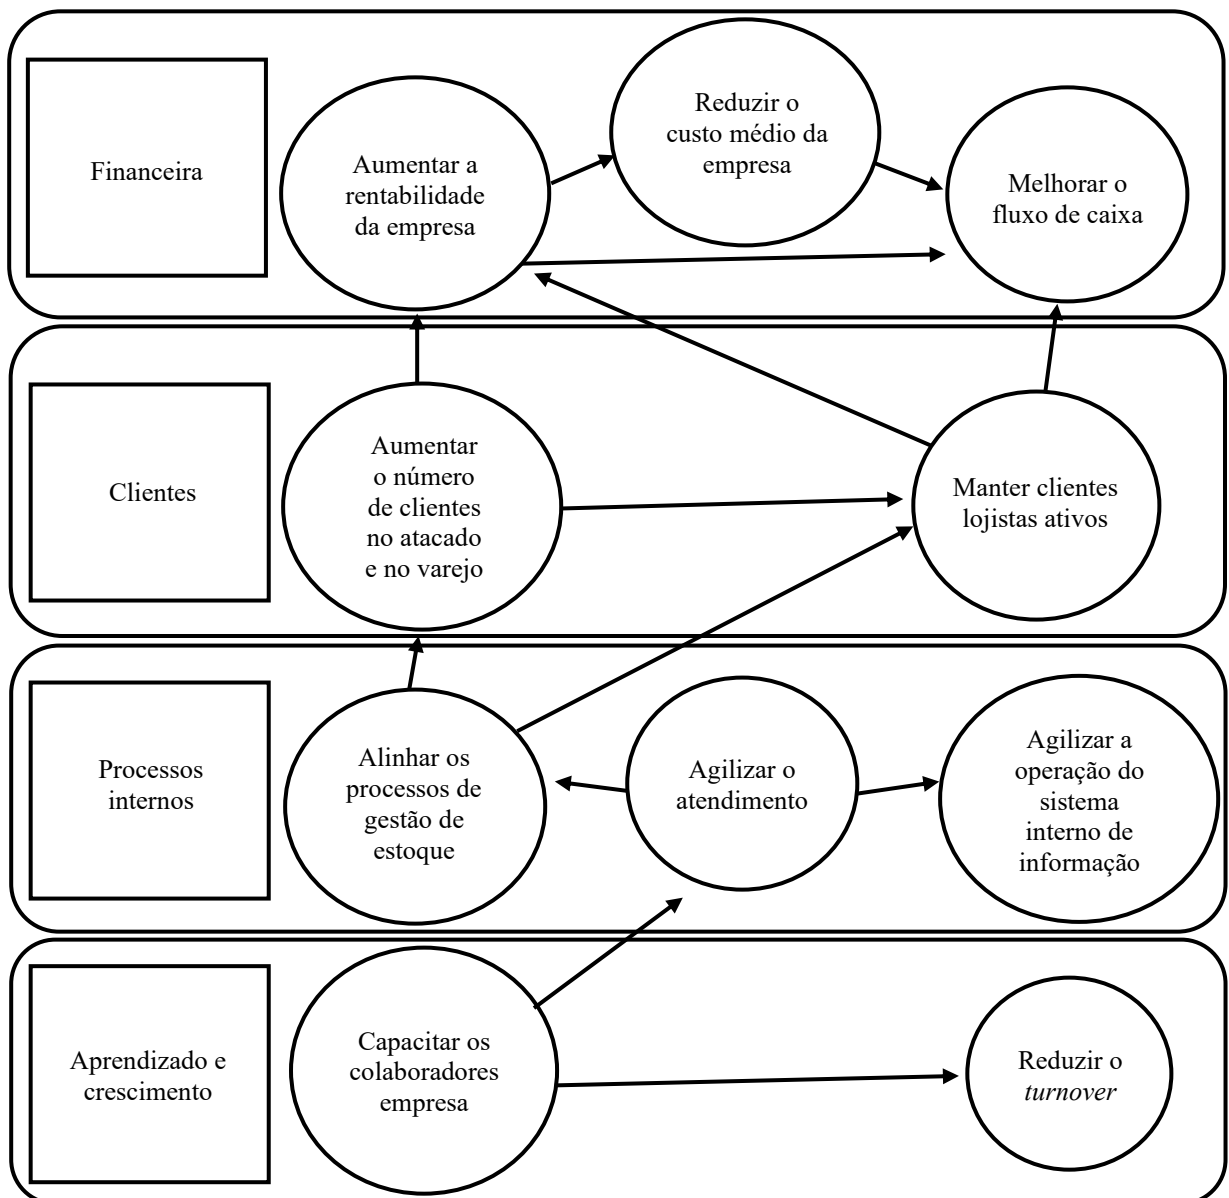 Financeira
Aumentar a
rentabilidade
da empresa
Reduzir o
custo médio da
empresa
Melhorar o
fluxo de caixa
Clientes
Aumentar
o número
de clientes
no atacado
e no varejo
Manter clientes
lojistas ativos
Processos
internos
Alinhar os
processos de
gestão de
estoque
Agilizar o
atendimento
Agilizar a
operação do
sistema
interno de
informação
Aprendizado e
crescimento
Capacitar os
colaboradores
empresa
Reduzir o
turnover